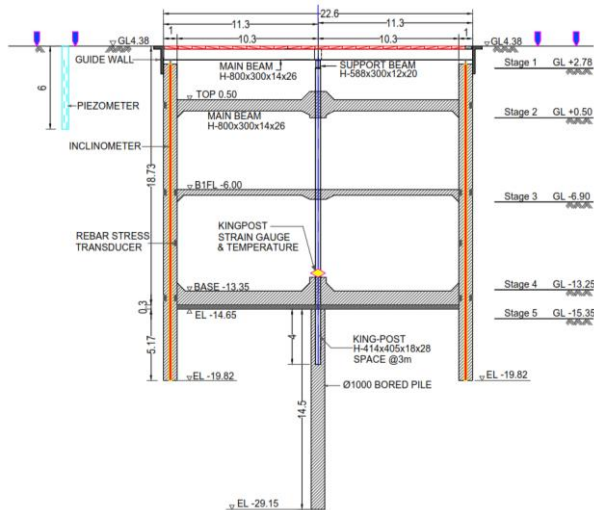 22.6
11.3
11.3
10.3
10.3
1
1
GL4.38
GL4.38
GUIDE WALL
MAIN BEAM
H-800x300x14x26
SUPPORT BEAM
H-588x300x12x20
Stage 1 GL +2.78
6
PIEZOMETER
TOP 0.50
MAIN BEAM
H-800x300x14x26
Stage 2 GL +0.50
INCLINOMETER
18.73
B1FL -6.00
Stage 3 GL -6.90
REBAR STRESS
TRANSDUCER
KINGPOST
STRAIN GAUGE
& TEMPERATURE
BASE -13.35
Stage 4 GL -13.25
0.3
EL -14.65
Stage 5 GL -15.35
4
KING-POST
H-414x405x18x28
SPACE @3m
5.17
EL -19.82
EL -19.82
Ø1000 BORED PILE
14.5
EL -29.15